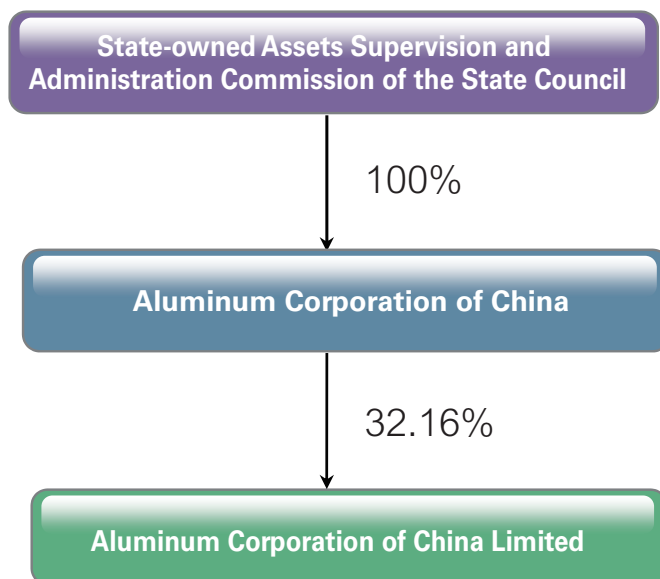 State-owned Assets Supervision and
Administration Commission of the State Council
100%
Aluminum Corporation of China
32.16%
Aluminum Corporation of China Limited